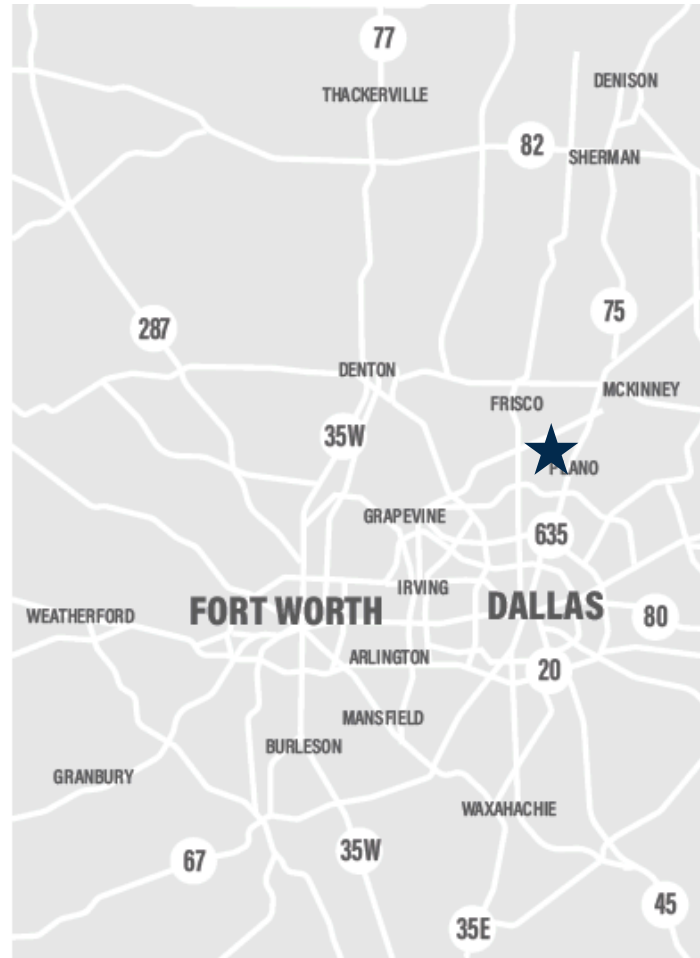 77
DENISON
THACKERVILLE
82
SHERMAN
75
287
DENTON
MCKINNEY
FRISCO
35W
PLANO
GRAPEVINE
635
IRVING
FORT WORTH
DALLAS
WEATHERFORD
80
ARLINGTON
20
MANSFIELD
BURLESON
GRANBURY
WAXAHACHIE
35W
67
45
35E